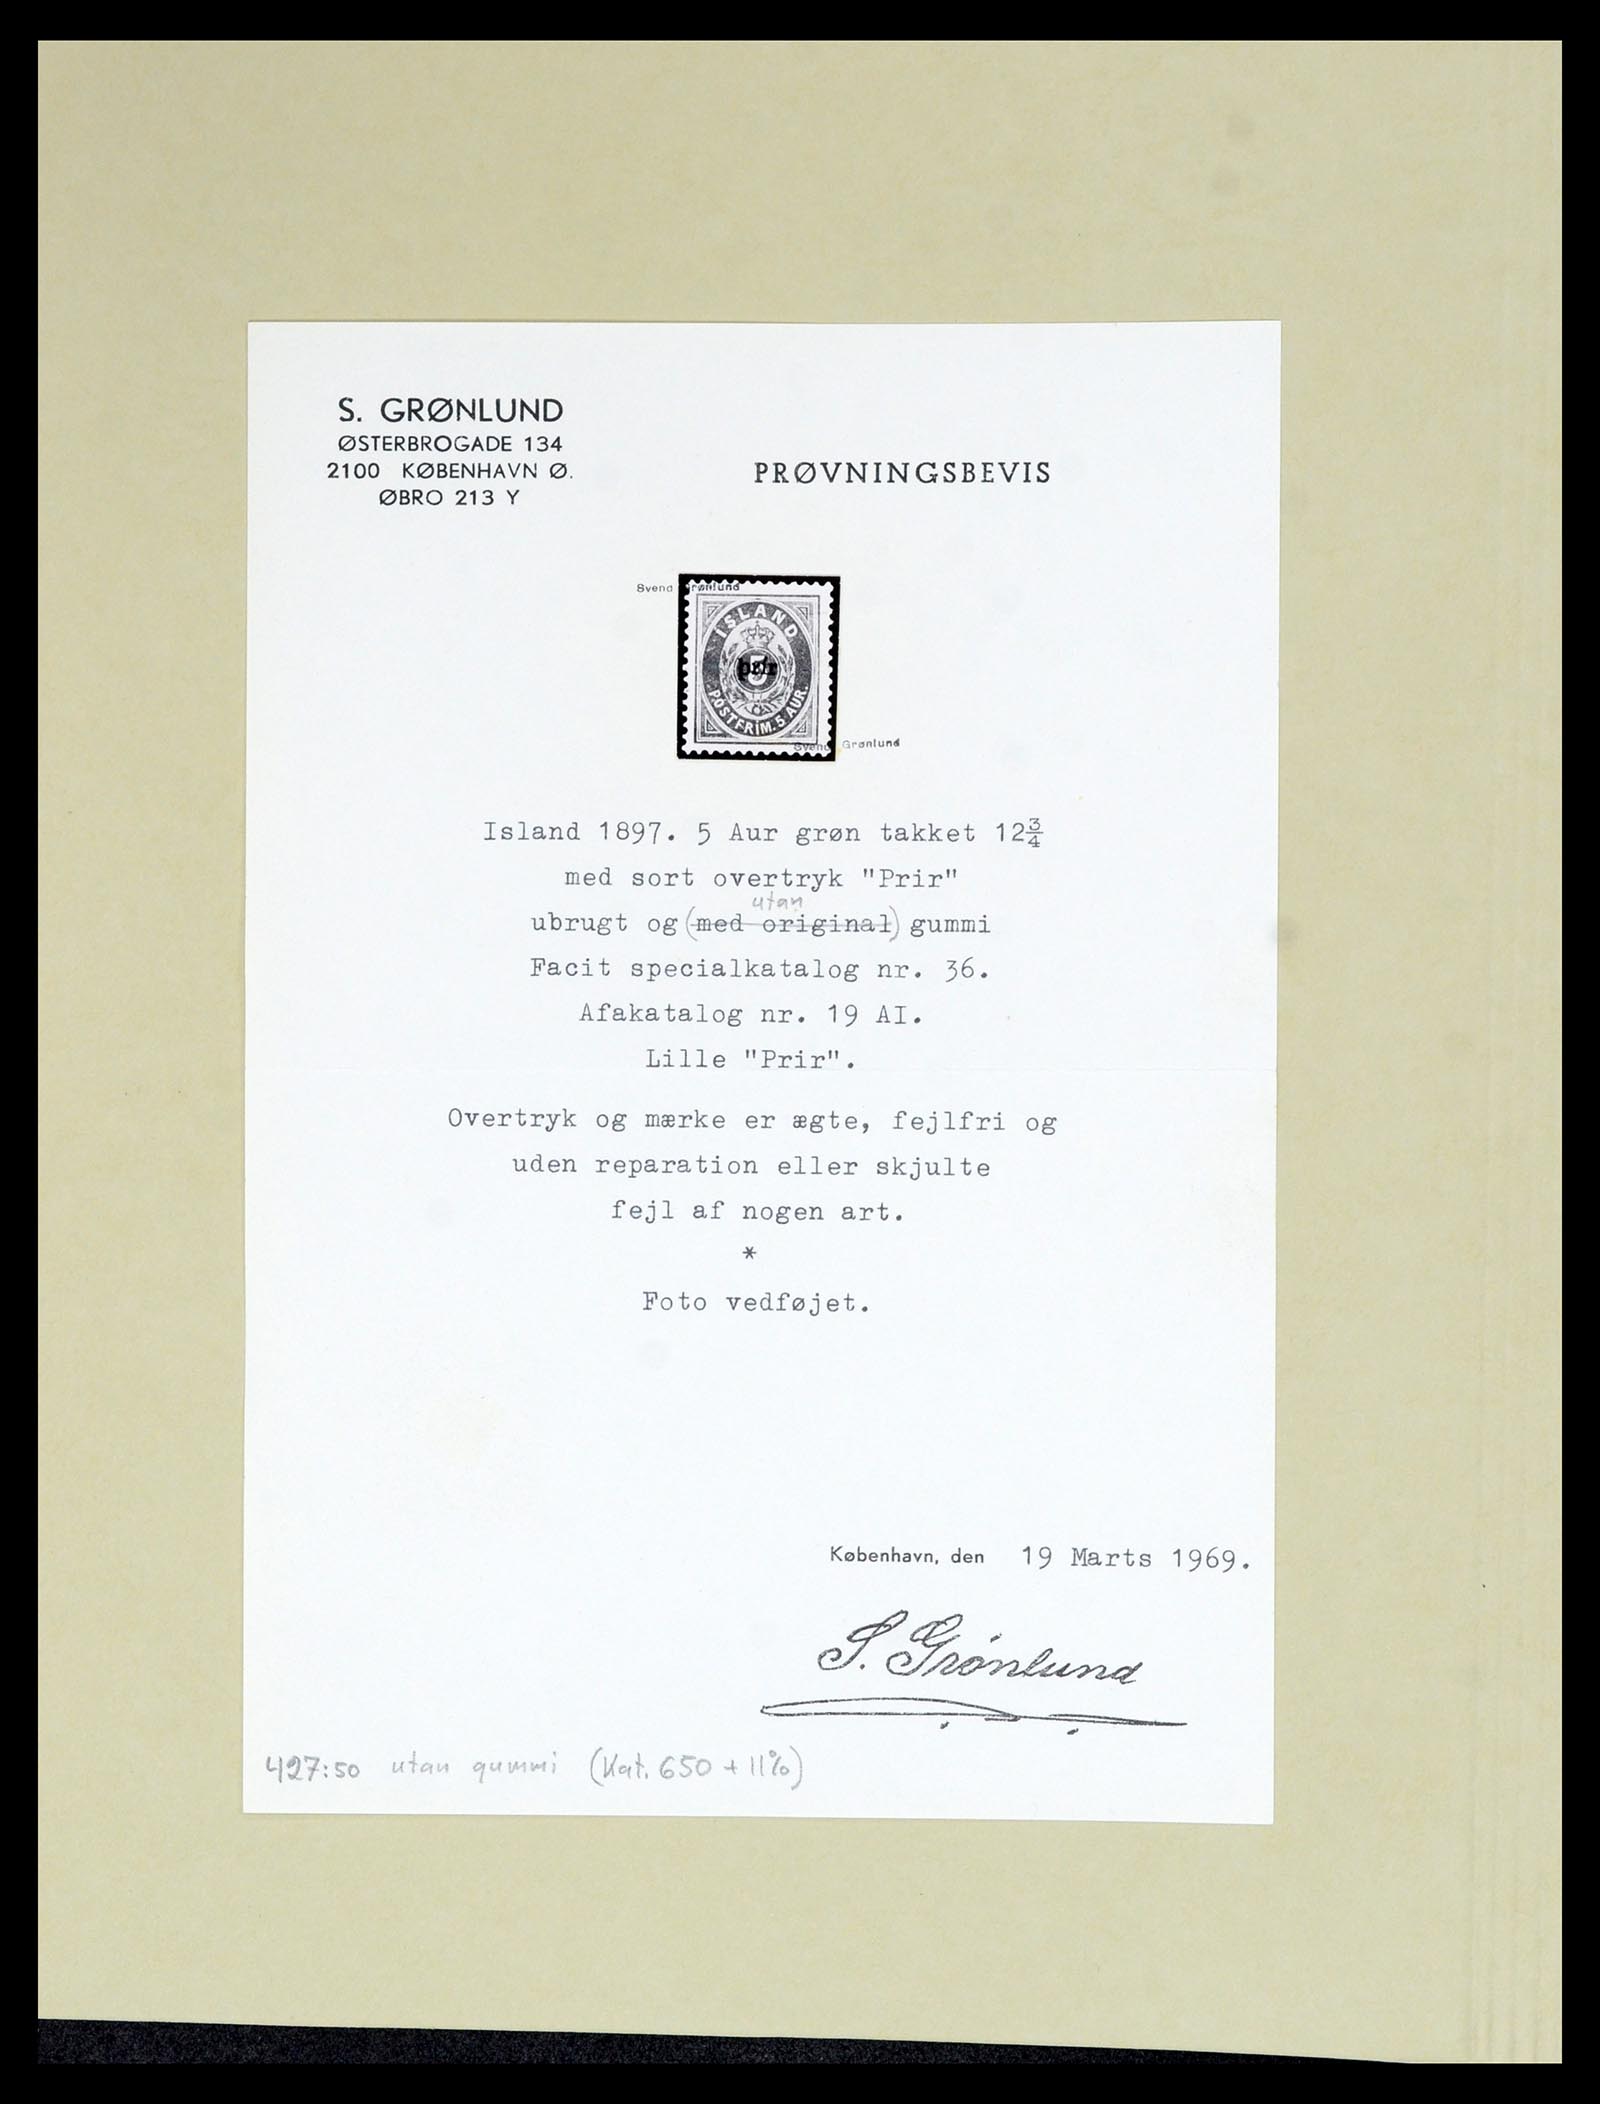 S. GRØNLUND
ØSTERBROGADE 134
2100 KØBENHAVN Ø.
ØBRO 213 Y
PRØVNINGSBEVIS
Svend Grønlund
ISLAND
prir
5
POSTFRIM. 5 AUR.
Svend Grønlund
Island 1897. 5 Aur grøn takket 12¾
med sort overtryk "Prir"
utan
ubrugt og (med original) gummi
Facit specialkatalog nr. 36.
Afakatalog nr. 19 AI.
Lille "Prir".
Overtryk og mærke er ægte, fejlfri og
uden reparation eller skjulte
fejl af nogen art.
*
Foto vedføjet.
København, den 19 Marts 1969.
S. Grönlund
427:50 utan gummi (Kat. 650 + 11%)